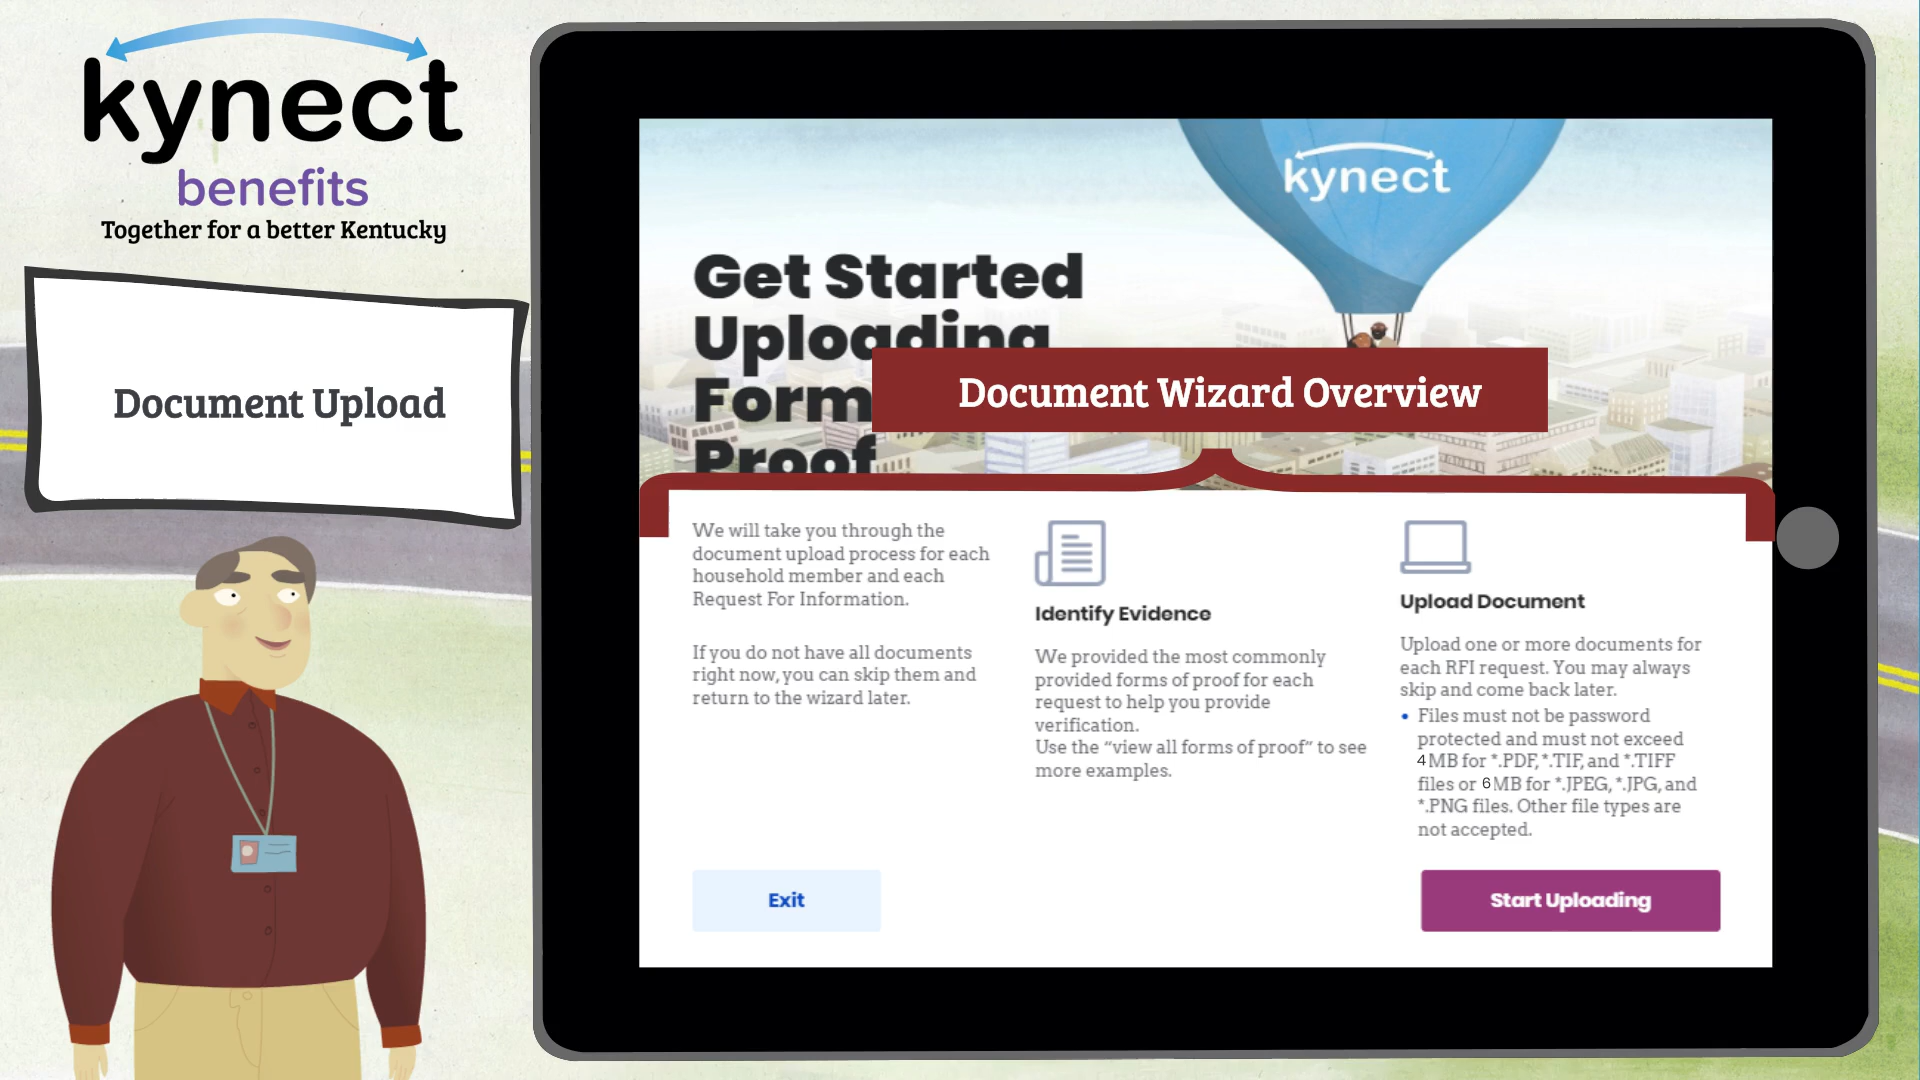 kynect
benefits
Together for a better Kentucky
Document Upload
kynect
Get Started
Uploading
Form
Proof
Document Wizard Overview
We will take you through the
document upload process for each
household member and each
Request For Information.
If you do not have all documents
right now, you can skip them and
return to the wizard later.
Identify Evidence
We provided the most commonly
provided forms of proof for each
request to help you provide
verification.
Use the “view all forms of proof” to see
more examples.
Upload Document
Upload one or more documents for
each RFI request. You may always
skip and come back later.
• Files must not be password
protected and must not exceed
4MB for *.PDF, *.TIF, and *.TIFF
files or 6MB for *.JPEG, *.JPG, and
*.PNG files. Other file types are
not accepted.
Exit
Start Uploading